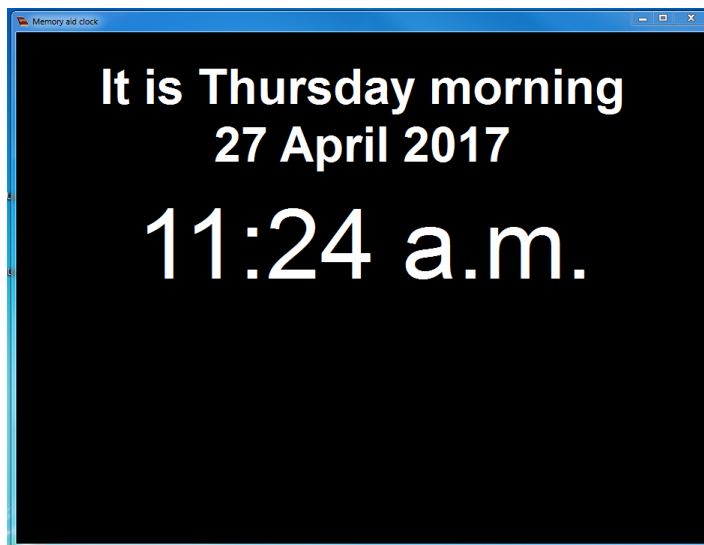 Memory aid clock
It is Thursday morning
27 April 2017
11:24 a.m.